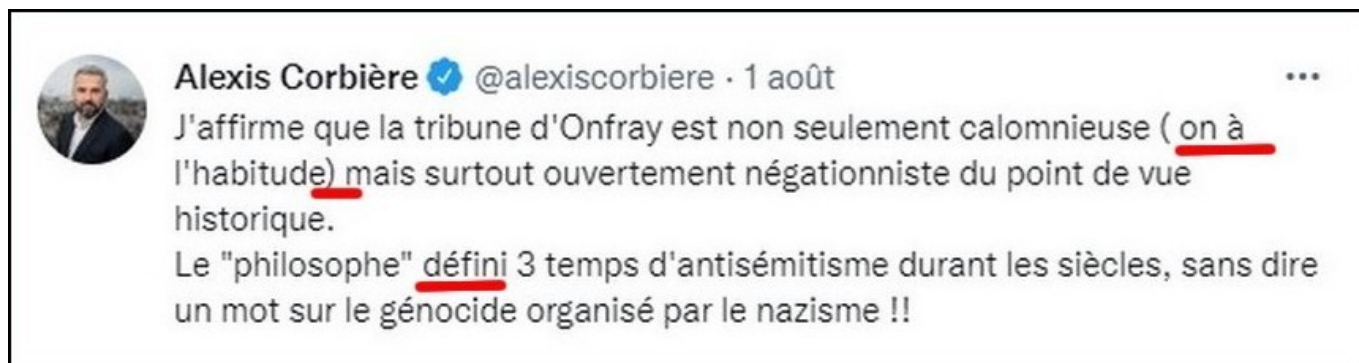 Alexis Corbière @alexiscorbiere · 1 août
J'affirme que la tribune d'Onfray est non seulement calomnieuse ( on à
l'habitude) mais surtout ouvertement négationniste du point de vue
historique.
Le "philosophe" défini 3 temps d'antisémitisme durant les siècles, sans dire
un mot sur le génocide organisé par le nazisme !!